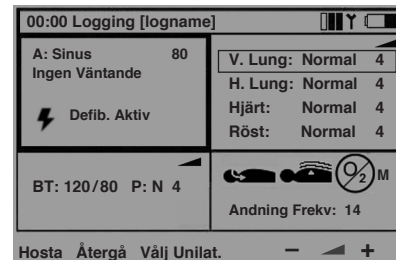 00:00 Logging [logname]
A: Sinus 80
Ingen Väntande
Defib. Aktiv
V. Lung: Normal 4
H. Lung: Normal 4
Hjärt: Normal 4
Röst: Normal 4
BT: 120/80 P: N 4
O2 M
Andning Frekv: 14
Hosta Återgå Välj Unilat. − +